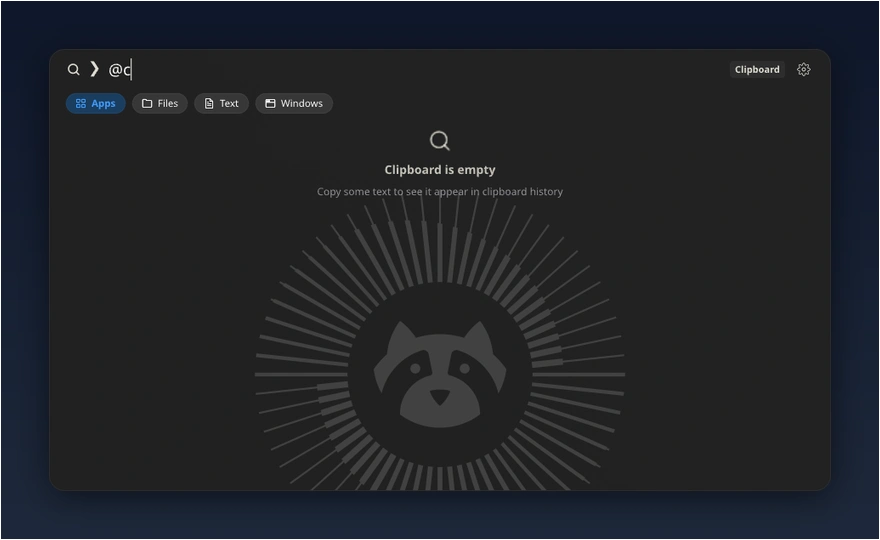 ❯ @c
Clipboard
Apps Files Text Windows
Clipboard is empty
Copy some text to see it appear in clipboard history